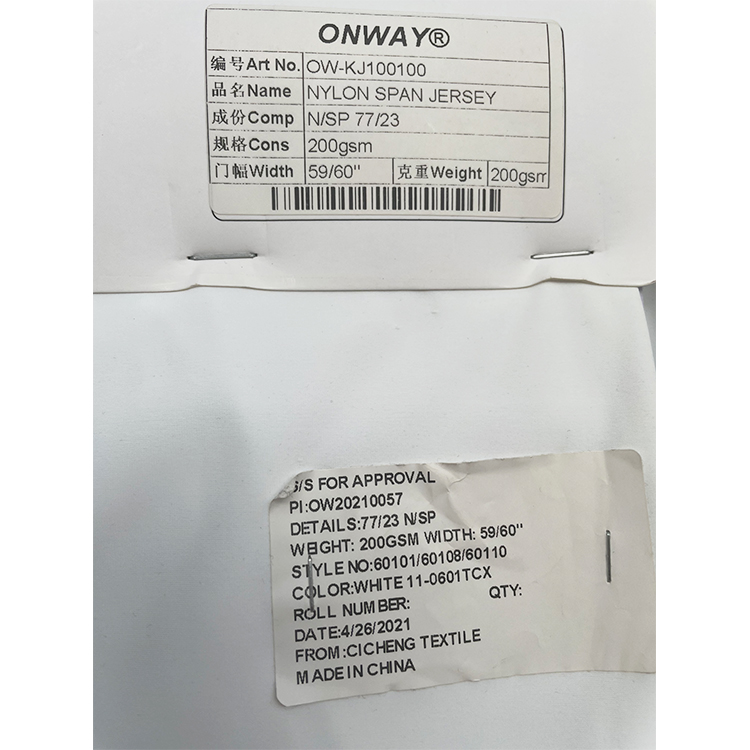 ONWAY®
编号Art No. OW-KJ100100
品名Name NYLON SPAN JERSEY
成份Comp N/SP 77/23
规格Cons 200gsm
门幅Width 59/60" 克重Weight 200gsm
S/S FOR APPROVAL
PI:OW20210057
DETAILS:77/23 N/SP
WEIGHT: 200GSM WIDTH: 59/60"
STYLE NO:60101/60108/60110
COLOR:WHITE 11-0601TCX
ROLL NUMBER: QTY:
DATE:4/26/2021
FROM:CICHENG TEXTILE
MADE IN CHINA